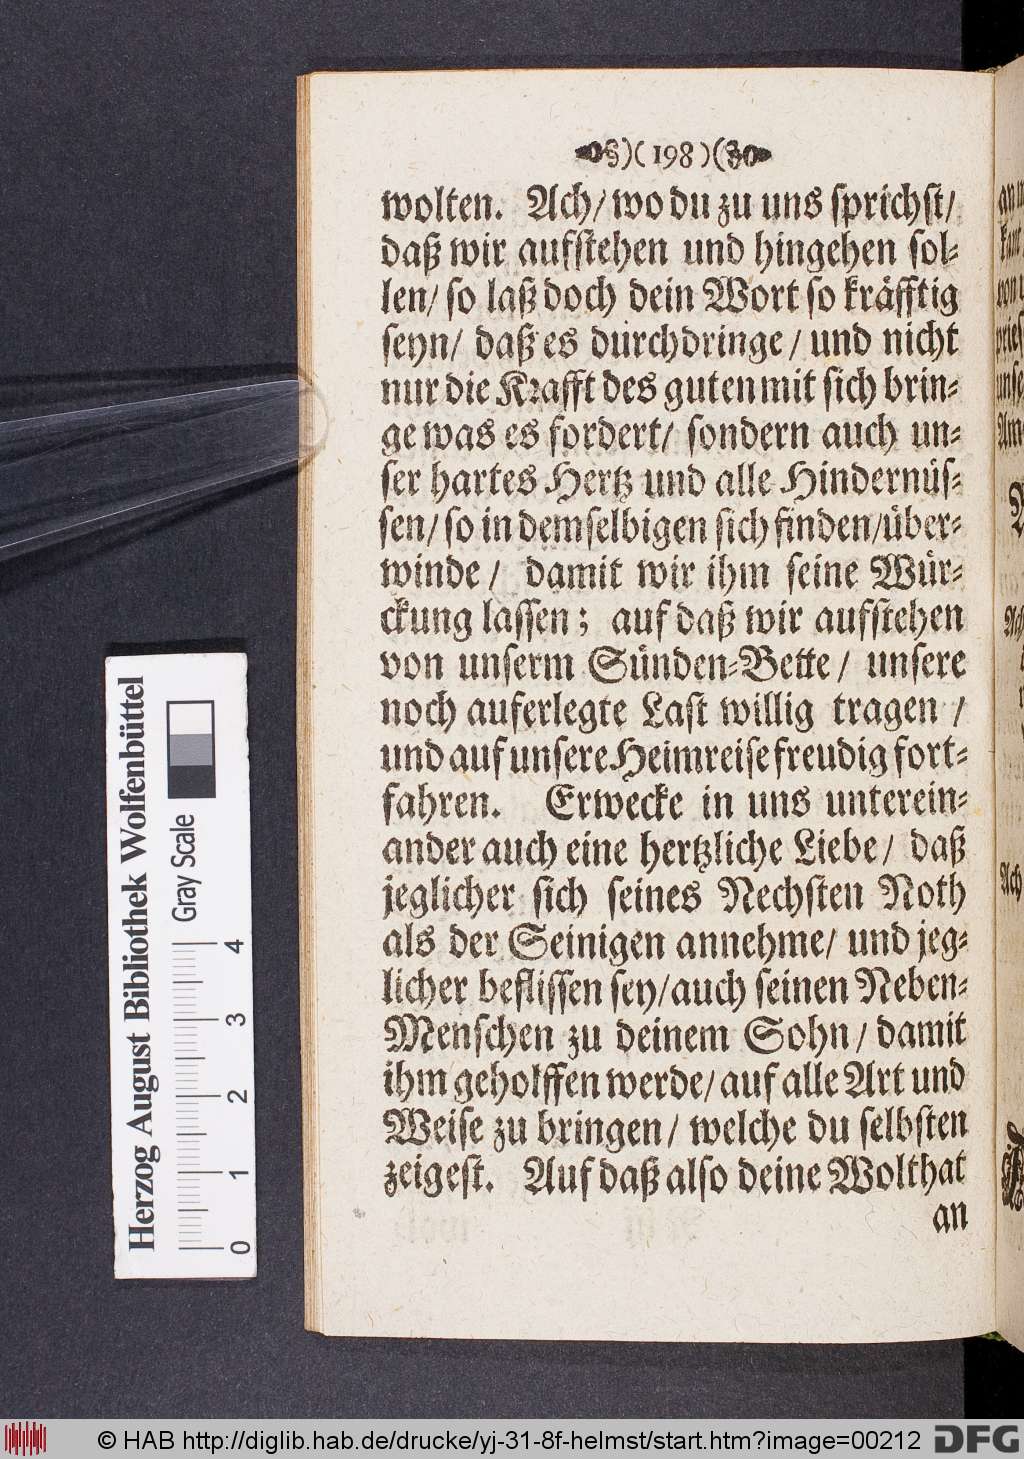 )( 198 )(
wolten. Ach/ wo du zu uns sprichst/
daß wir aufstehen und hingehen sol-
len/ so laß doch dein Wort so kräfftig
seyn/ daß es durchdringe / und nicht
nur die Krafft des guten mit sich brin-
ge was es fordert/ sondern auch un-
ser hartes Hertz und alle Hindernüs-
sen/ so in demselbigen sich finden/über-
winde / damit wir ihm seine Wür-
ckung lassen; auf daß wir aufstehen
von unserm Sünden-Bette / unsere
noch auferlegte Last willig tragen /
und auf unsere Heimreise freudig fort-
fahren. Erwecke in uns unterein-
ander auch eine hertzliche Liebe / daß
jeglicher sich seines Nechsten Noth
als der Seinigen annehme/ und jeg-
licher beflissen sey/ auch seinen Neben-
Menschen zu deinem Sohn / damit
ihm geholffen werde/ auf alle Art und
Weise zu bringen/ welche du selbsten
zeigest. Auf daß also deine Wolthat
an
Herzog August Bibliothek Wolfenbüttel
Gray Scale
0 1 2 3 4
© HAB http://diglib.hab.de/drucke/yj-31-8f-helmst/start.htm?image=00212
DFG